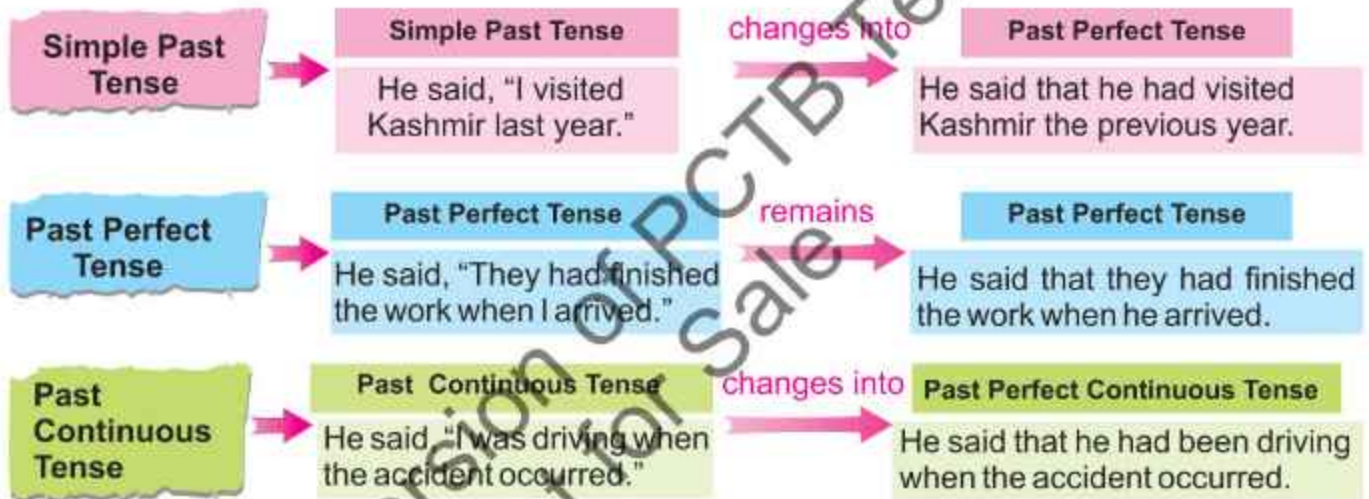 Simple Past
Tense
Simple Past Tense
He said, "I visited
Kashmir last year."
changes into
Past Perfect Tense
He said that he had visited
Kashmir the previous year.
Past Perfect
Tense
Past Perfect Tense
He said, "They had finished
the work when I arrived."
remains
Past Perfect Tense
He said that they had finished
the work when he arrived.
Past
Continuous
Tense
Past Continuous Tense
He said, "I was driving when
the accident occurred."
changes into
Past Perfect Continuous Tense
He said that he had been driving
when the accident occurred.
of PCTB
for Sale